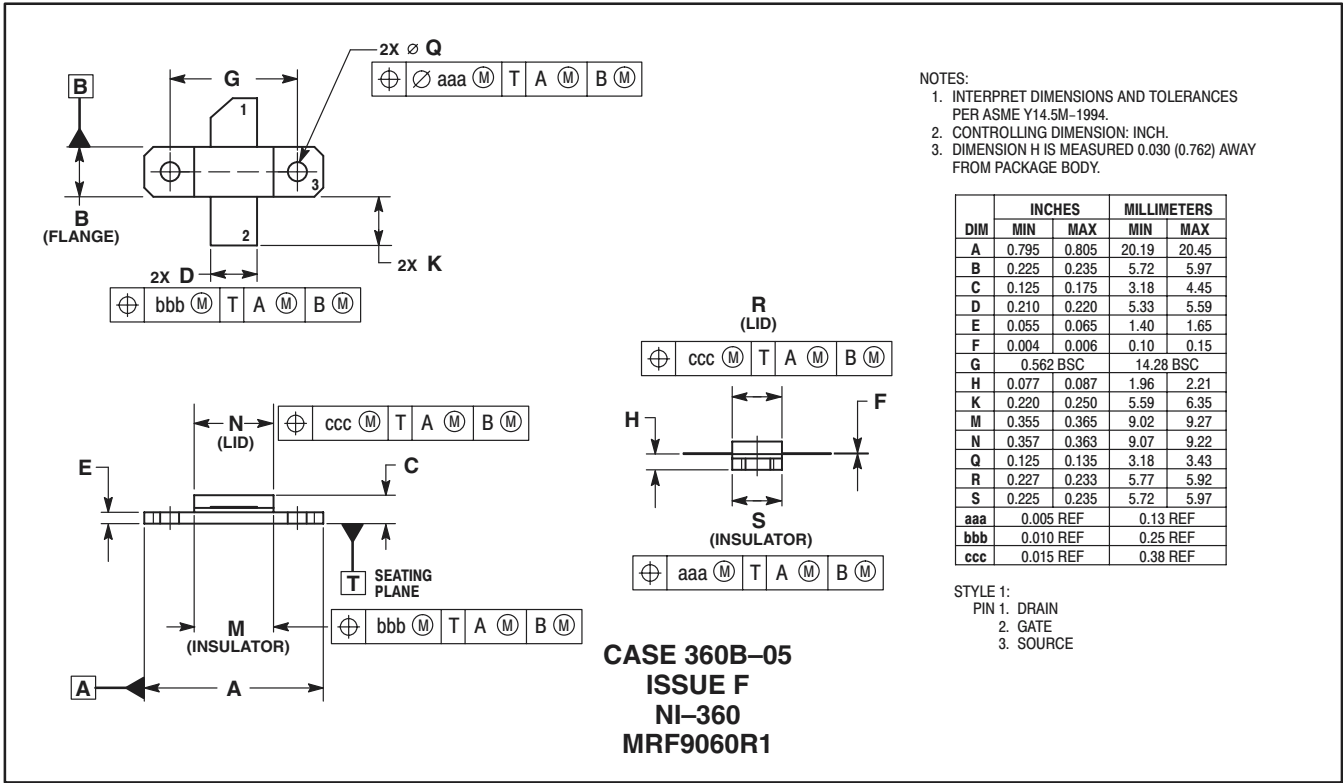 2X ⌀ Q
⌖ ⌀ aaa Ⓜ T A Ⓜ B Ⓜ
G
B
1
3
B
(FLANGE)
2
2X K
2X D
⌖ bbb Ⓜ T A Ⓜ B Ⓜ
N
(LID)
⌖ ccc Ⓜ T A Ⓜ B Ⓜ
E
C
T SEATING
PLANE
M
(INSULATOR)
⌖ bbb Ⓜ T A Ⓜ B Ⓜ
A
A
R
(LID)
⌖ ccc Ⓜ T A Ⓜ B Ⓜ
H
F
S
(INSULATOR)
⌖ aaa Ⓜ T A Ⓜ B Ⓜ
CASE 360B–05
ISSUE F
NI–360
MRF9060R1
NOTES:
1. INTERPRET DIMENSIONS AND TOLERANCES
PER ASME Y14.5M–1994.
2. CONTROLLING DIMENSION: INCH.
3. DIMENSION H IS MEASURED 0.030 (0.762) AWAY
FROM PACKAGE BODY.
INCHES MILLIMETERS
DIM MIN MAX MIN MAX
A 0.795 0.805 20.19 20.45
B 0.225 0.235 5.72 5.97
C 0.125 0.175 3.18 4.45
D 0.210 0.220 5.33 5.59
E 0.055 0.065 1.40 1.65
F 0.004 0.006 0.10 0.15
G 0.562 BSC 14.28 BSC
H 0.077 0.087 1.96 2.21
K 0.220 0.250 5.59 6.35
M 0.355 0.365 9.02 9.27
N 0.357 0.363 9.07 9.22
Q 0.125 0.135 3.18 3.43
R 0.227 0.233 5.77 5.92
S 0.225 0.235 5.72 5.97
aaa 0.005 REF 0.13 REF
bbb 0.010 REF 0.25 REF
ccc 0.015 REF 0.38 REF
STYLE 1:
PIN 1. DRAIN
2. GATE
3. SOURCE